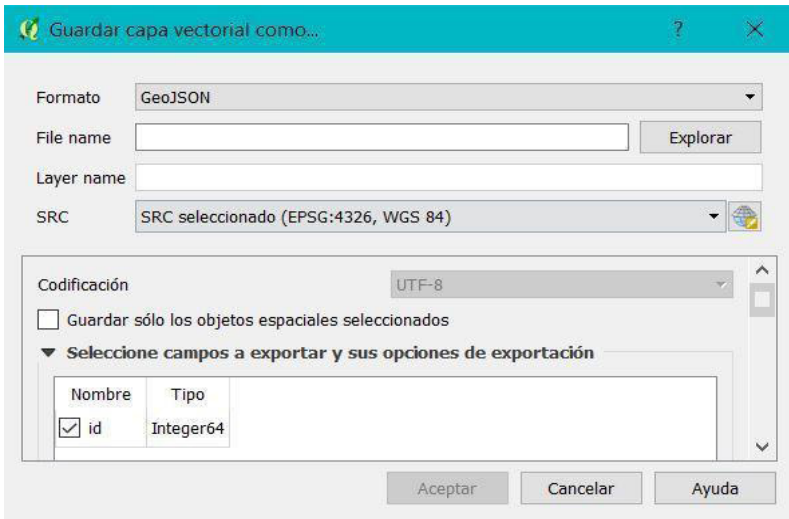 Guardar capa vectorial como... ?
Formato GeoJSON
File name Explorar
Layer name
SRC SRC seleccionado (EPSG:4326, WGS 84)
Codificación UTF-8
Guardar sólo los objetos espaciales seleccionados
Seleccione campos a exportar y sus opciones de exportación
Nombre Tipo
id Integer64
Aceptar Cancelar Ayuda